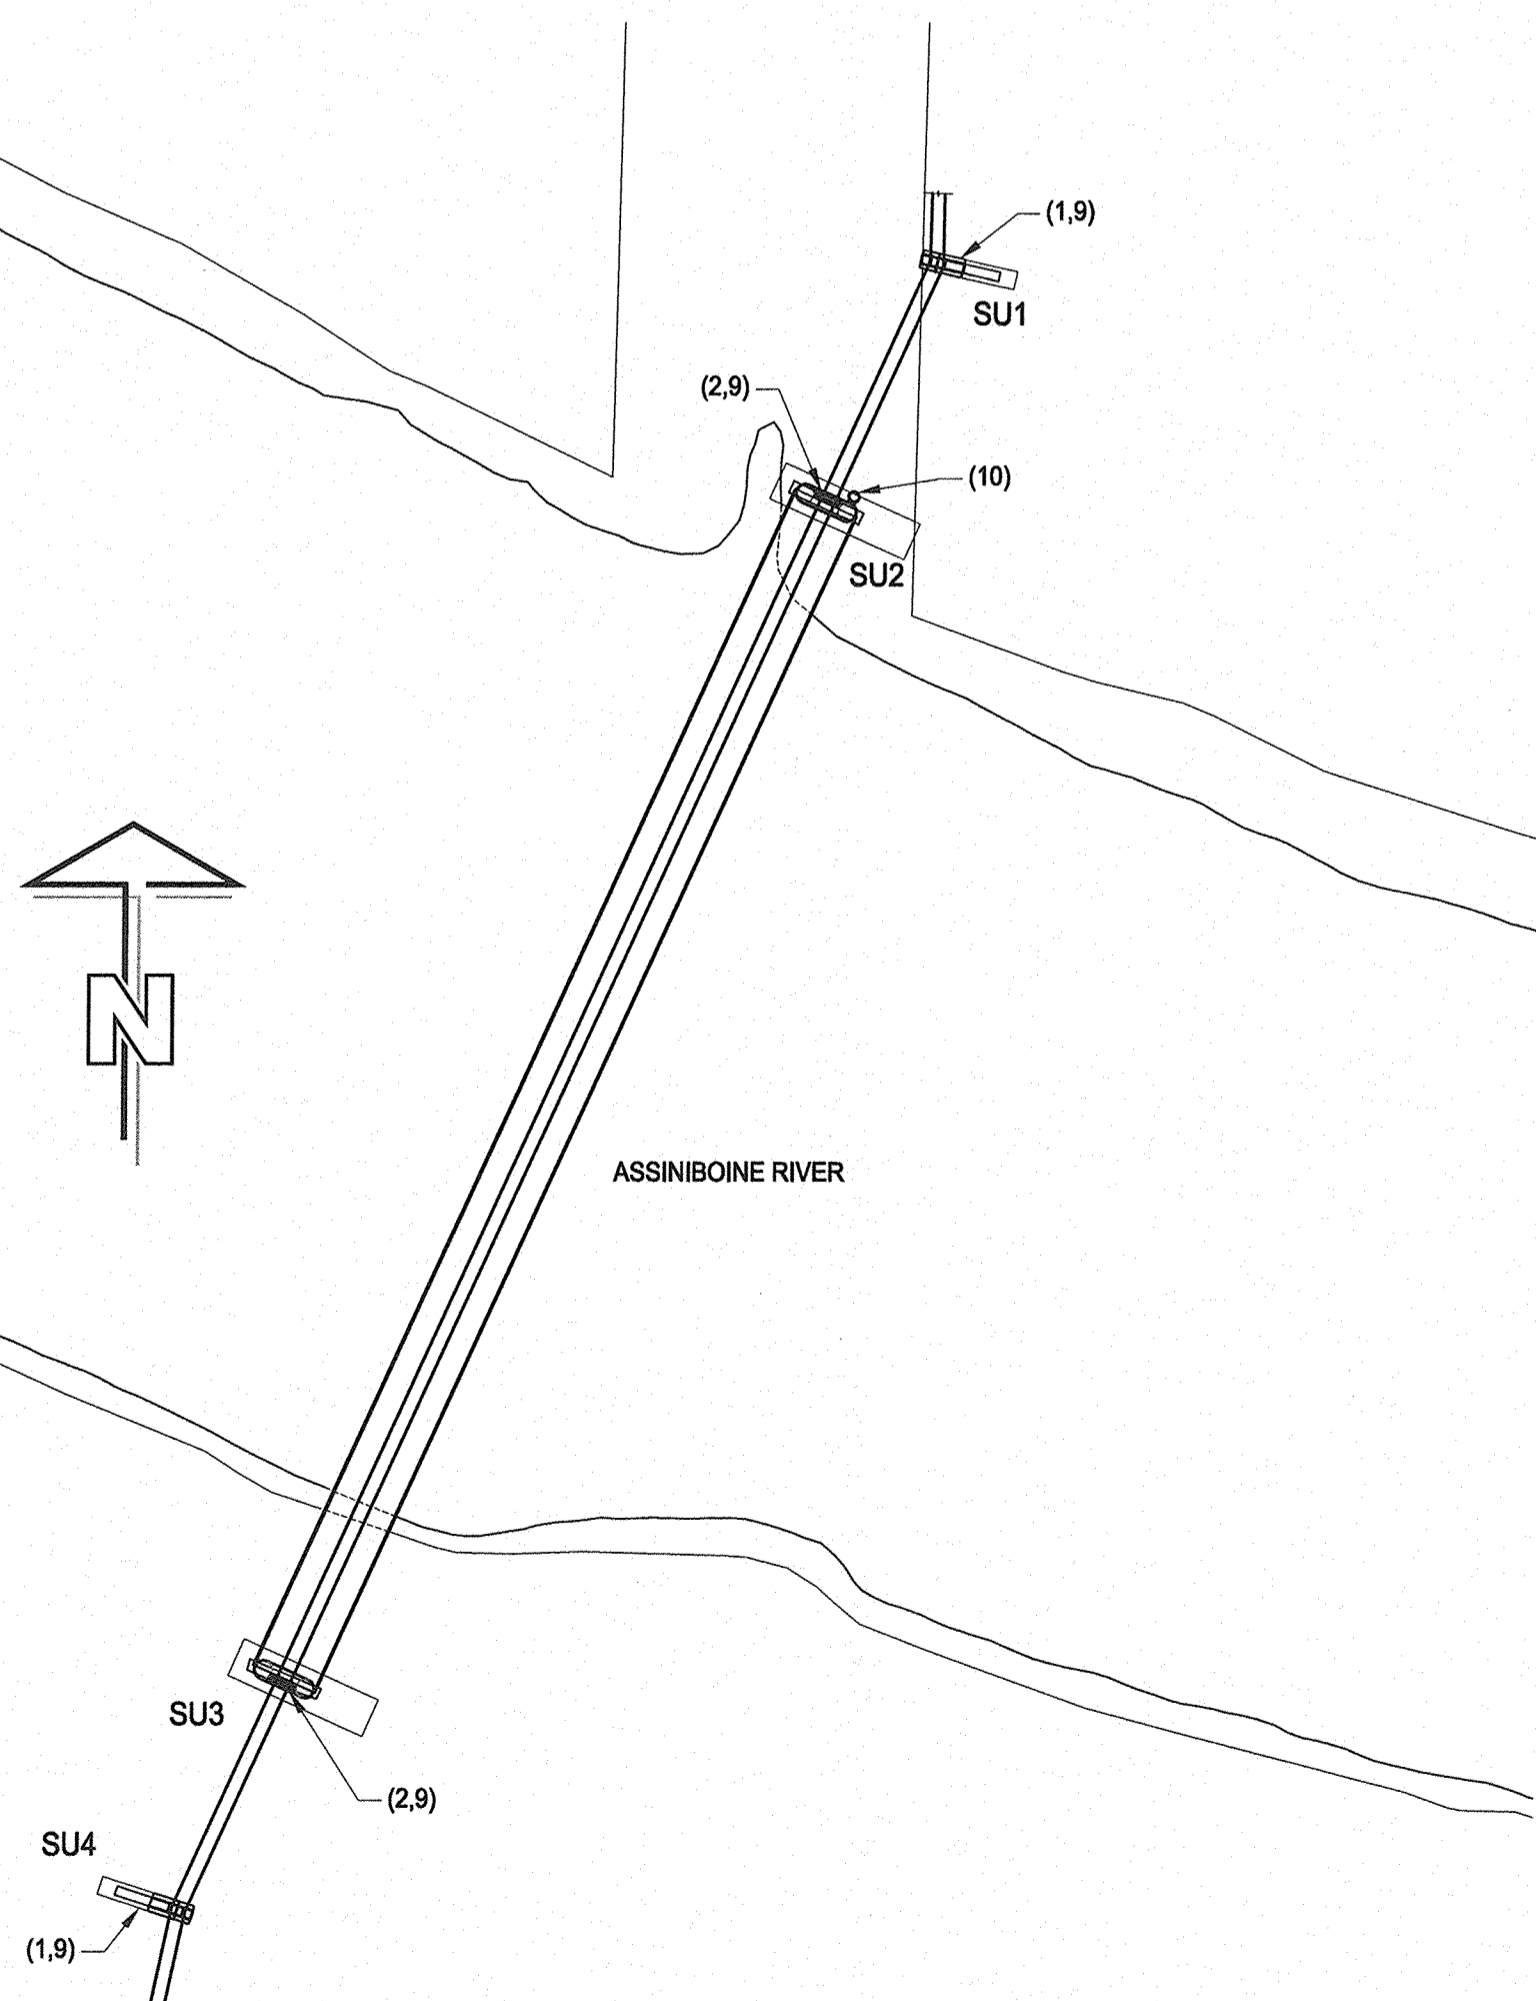 (1,9)
SU1
(2,9)
(10)
SU2
N
ASSINIBOINE RIVER
SU3
(2,9)
SU4
(1,9)